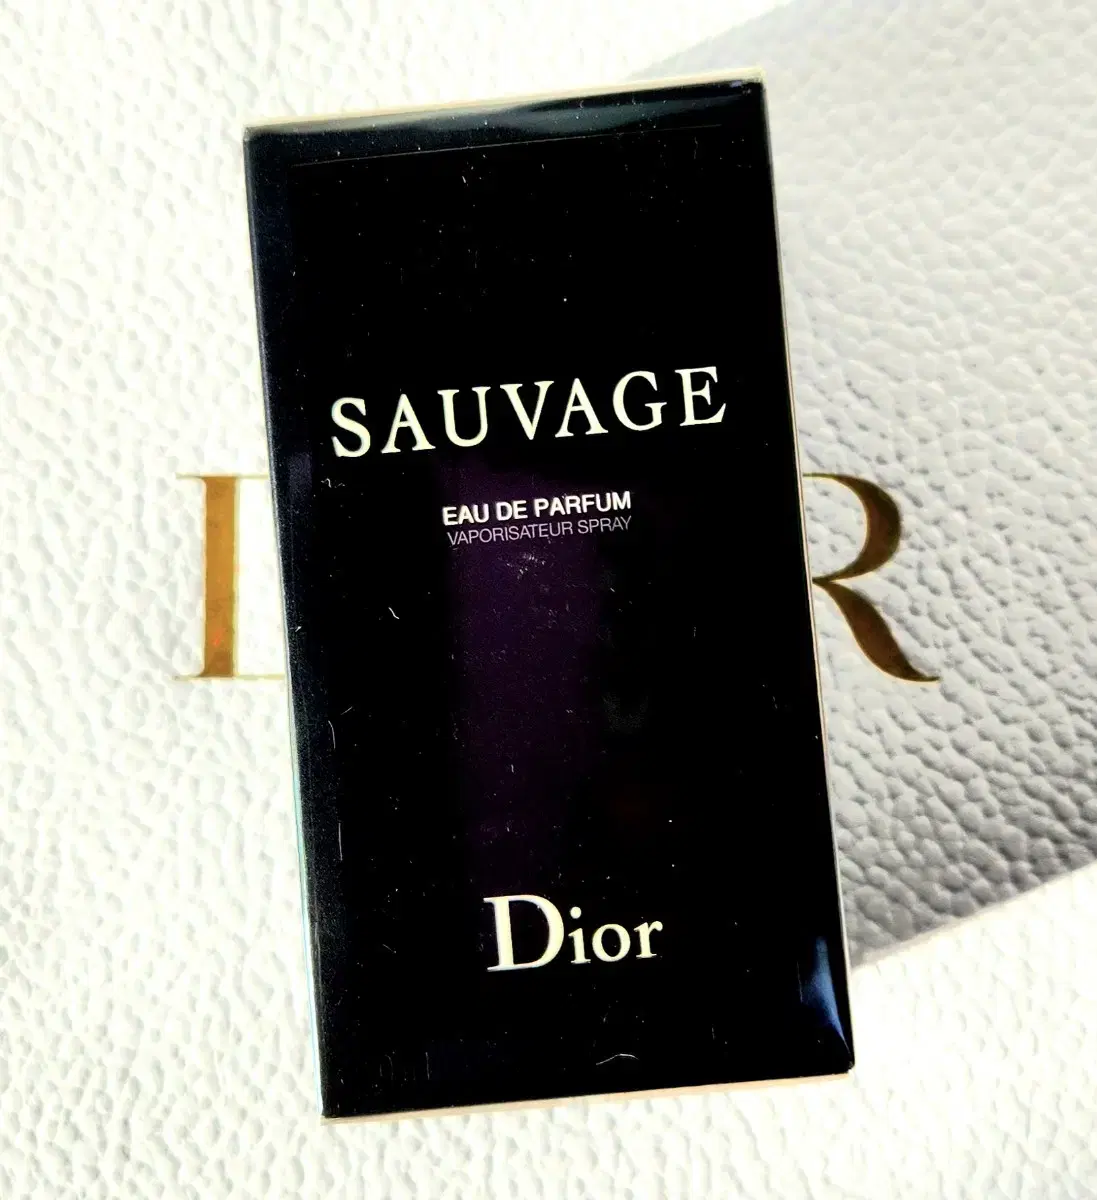 SAUVAGE
EAU DE PARFUM
VAPORISATEUR SPRAY
Dior